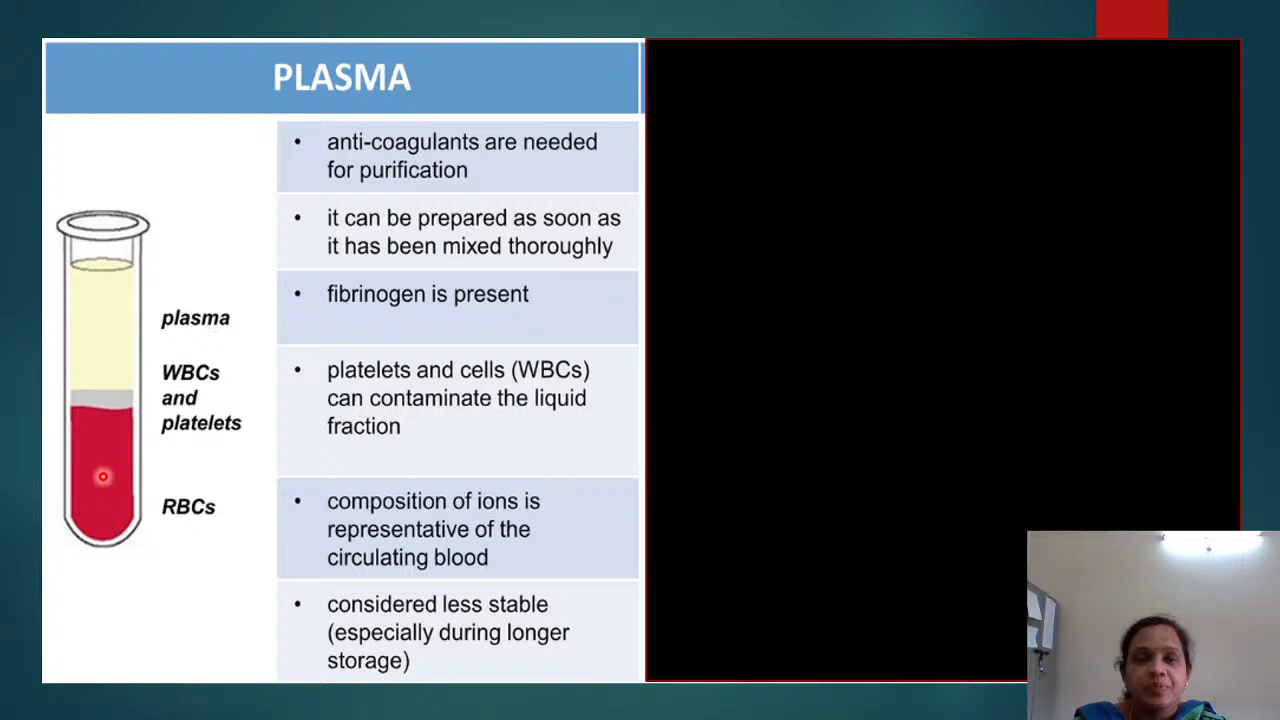 PLASMA
• anti-coagulants are needed
for purification
• it can be prepared as soon as
it has been mixed thoroughly
• fibrinogen is present
plasma
WBCs
and
platelets
• platelets and cells (WBCs)
can contaminate the liquid
fraction
RBCs
• composition of ions is
representative of the
circulating blood
• considered less stable
(especially during longer
storage)